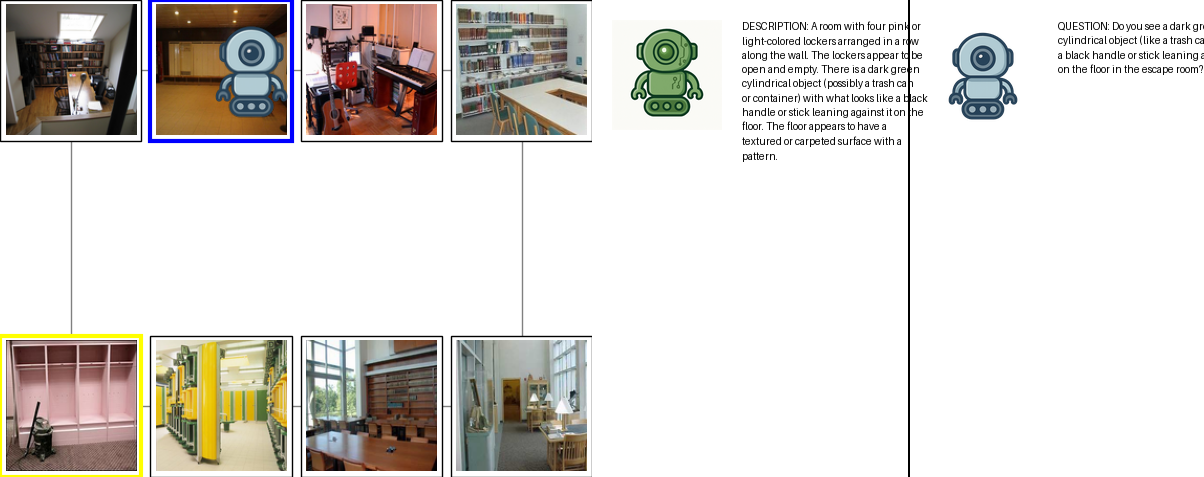 DESCRIPTION: A room with four pink or
light-colored lockers arranged in a row
along the wall. The lockers appear to be
open and empty. There is a dark green
cylindrical object (possibly a trash can
or container) with what looks like a black
handle or stick leaning against it on the
floor. The floor appears to have a
textured or carpeted surface with a
pattern.
QUESTION: Do you see a dark gre
cylindrical object (like a trash ca
a black handle or stick leaning a
on the floor in the escape room?